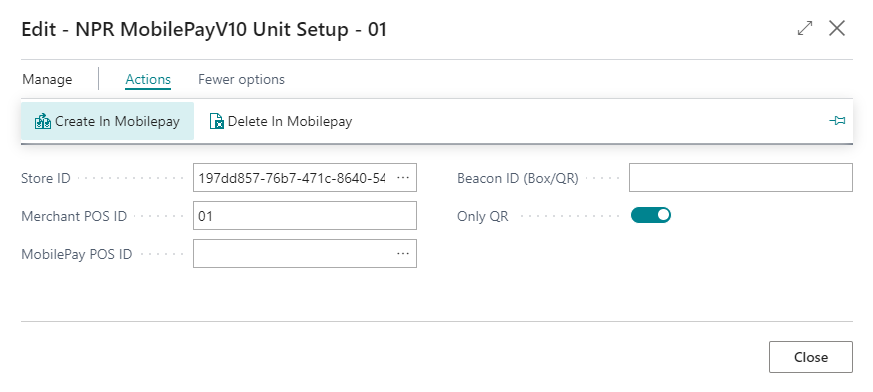 Edit - NPR MobilePayV10 Unit Setup - 01
Manage Actions Fewer options
Create In Mobilepay Delete In Mobilepay
Store ID 197dd857-76b7-471c-8640-54 ... Beacon ID (Box/QR)
Merchant POS ID 01 Only QR
MobilePay POS ID ...
Close